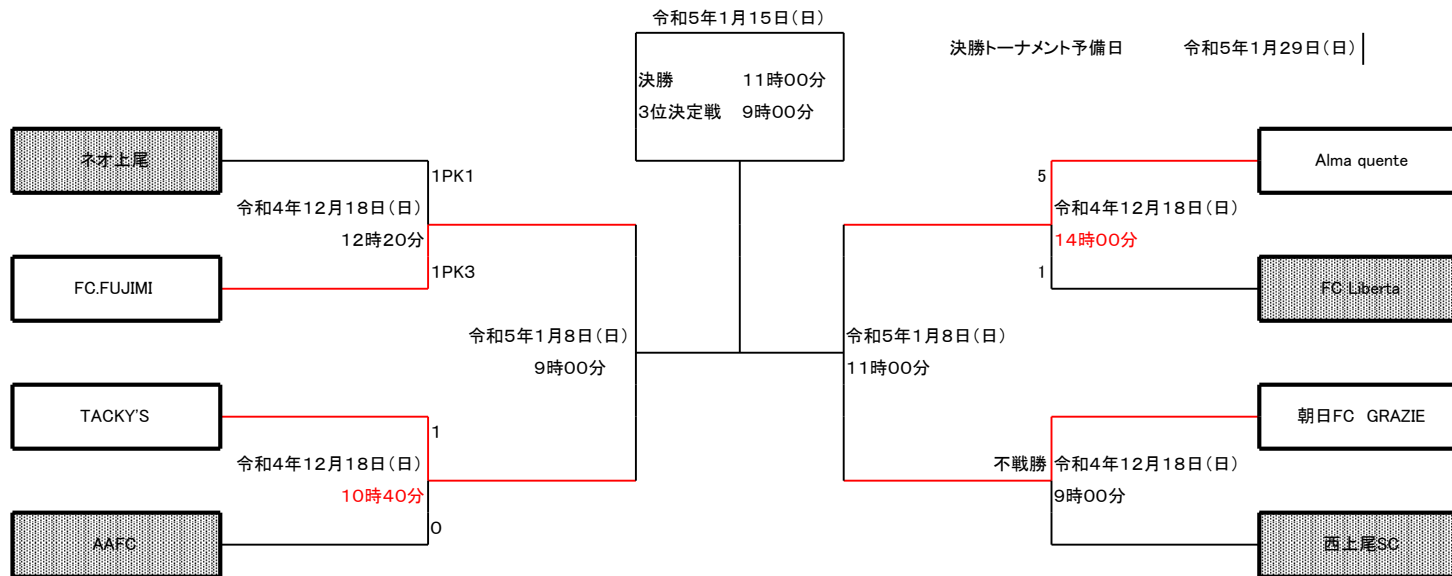 令和5年1月15日(日)
決勝トーナメント予備日 令和5年1月29日(日)
決勝 11時00分
3位決定戦 9時00分
ネオ上尾
1PK1
令和4年12月18日(日)
12時20分
FC.FUJIMI
1PK3
令和5年1月8日(日)
9時00分
TACKY'S
1
令和4年12月18日(日)
10時40分
AAFC
0
Alma quente
5
令和4年12月18日(日)
14時00分
1
FC Liberta
令和5年1月8日(日)
11時00分
朝日FC GRAZIE
不戦勝
令和4年12月18日(日)
9時00分
西上尾SC